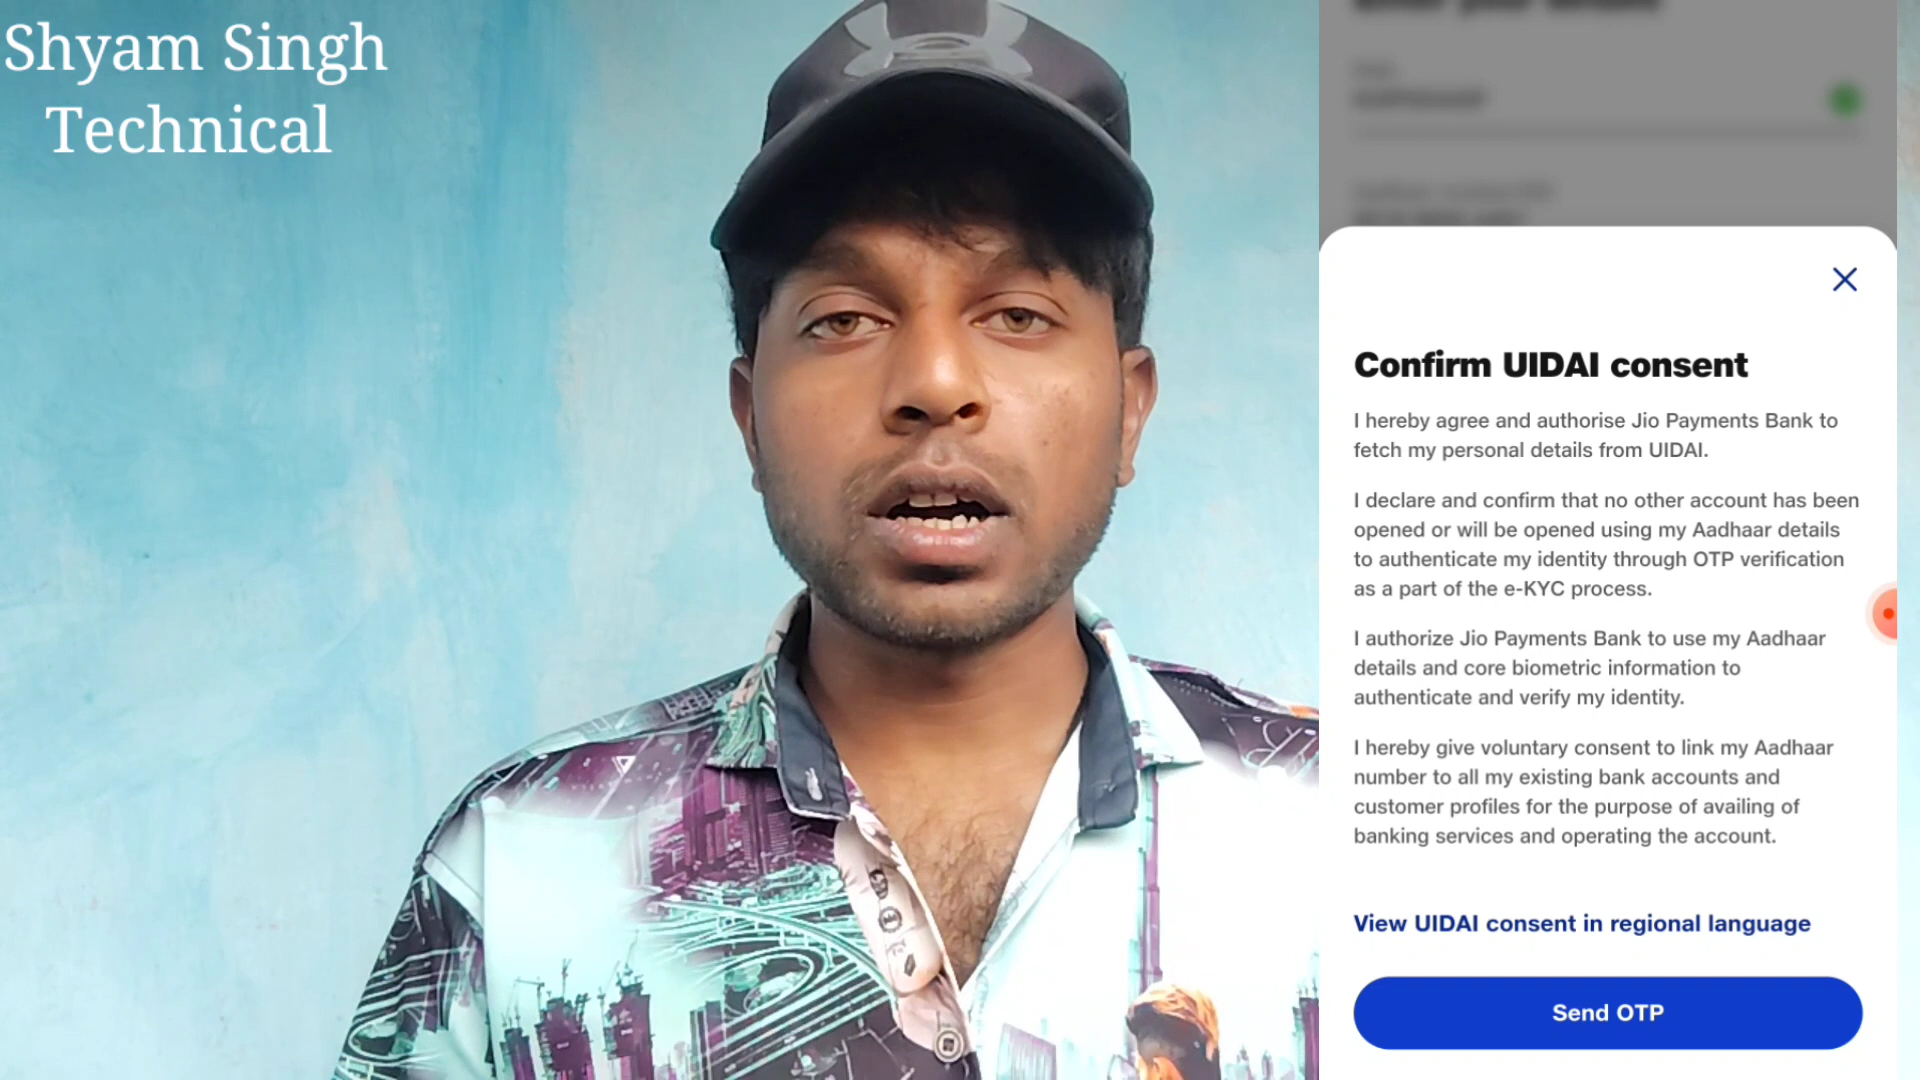 Shyam Singh
Technical
Confirm UIDAI consent
I hereby agree and authorise Jio Payments Bank to
fetch my personal details from UIDAI.
I declare and confirm that no other account has been
opened or will be opened using my Aadhaar details
to authenticate my identity through OTP verification
as a part of the e-KYC process.
I authorize Jio Payments Bank to use my Aadhaar
details and core biometric information to
authenticate and verify my identity.
I hereby give voluntary consent to link my Aadhaar
number to all my existing bank accounts and
customer profiles for the purpose of availing of
banking services and operating the account.
View UIDAI consent in regional language
Send OTP